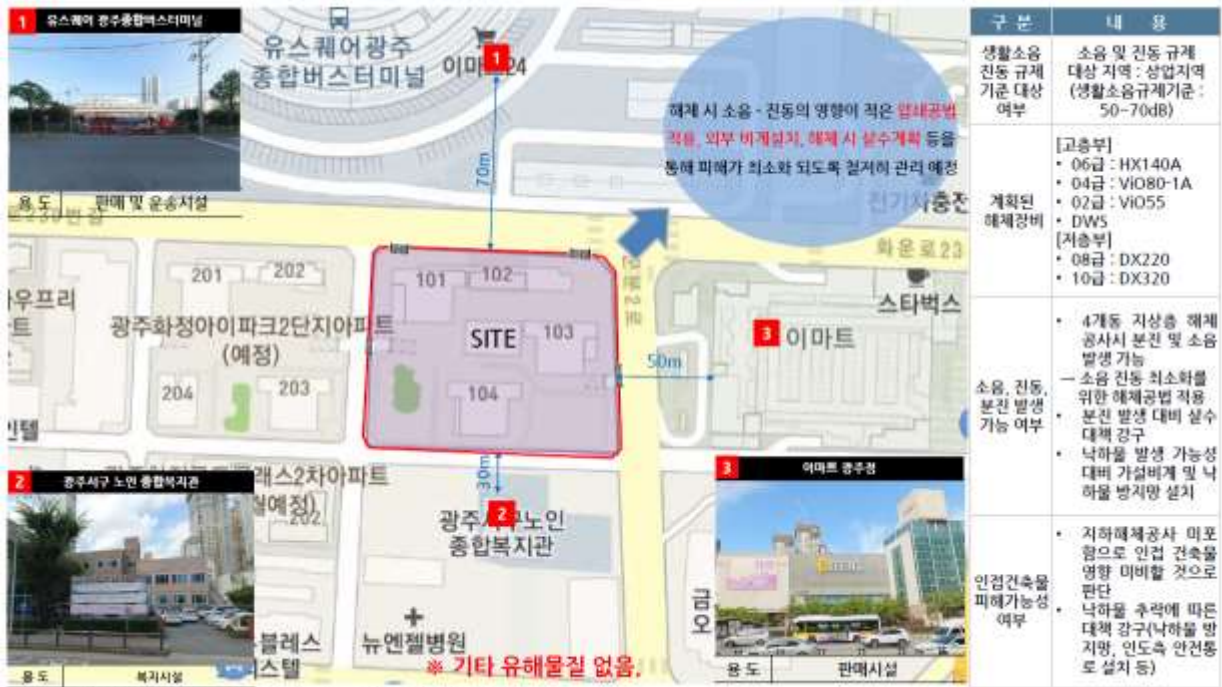 1 유스퀘어 광주종합버스터미널
용 도 판매 및 운송시설
유스퀘어광주
종합버스터미널
이마트24
1
70m
해체 시 소음 - 진동의 영향이 적은 압쇄공법
적용, 외부 비계설치, 해체 시 살수계획 등을
통해 피해가 최소화 되도록 철저히 관리 예정
전기차충전
화운로23
201
202
광주화정아이파크2단지아파트
(예정)
204
203
101
102
SITE
103
104
50m
3 이마트
스타벅스
30m
2
광주서구노인
종합복지관
202
뉴엔젤병원
금
오
블레스
스텔
※ 기타 유해물질 없음.
2 광주서구 노인 종합복지관
용 도 복지시설
3 이마트 광주점
용 도 판매시설
구 분 내 용
생활소음
진동 규제
기준 대상
여부
소음 및 진동 규제
대상 지역 : 상업지역
(생활소음규제기준 :
50~70dB)
계획된
해체장비
[고층부]
• 06급 : HX140A
• 04급 : ViO80-1A
• 02급 : ViO55
• DWS
[저층부]
• 08급 : DX220
• 10급 : DX320
소음, 진동,
분진 발생
가능 여부
• 4개동 지상층 해체
공사시 분진 및 소음
발생 가능
→ 소음 진동 최소화를
위한 해체공법 적용
• 분진 발생 대비 살수
대책 강구
• 낙하물 발생 가능성
대비 가설비계 및 낙
하물 방지망 설치
인접건축물
피해가능성
여부
• 지하해체공사 미포
함으로 인접 건축물
영향 미비할 것으로
판단
• 낙하물 추락에 따른
대책 강구(낙하물 방
지망, 인도측 안전통
로 설치 등)